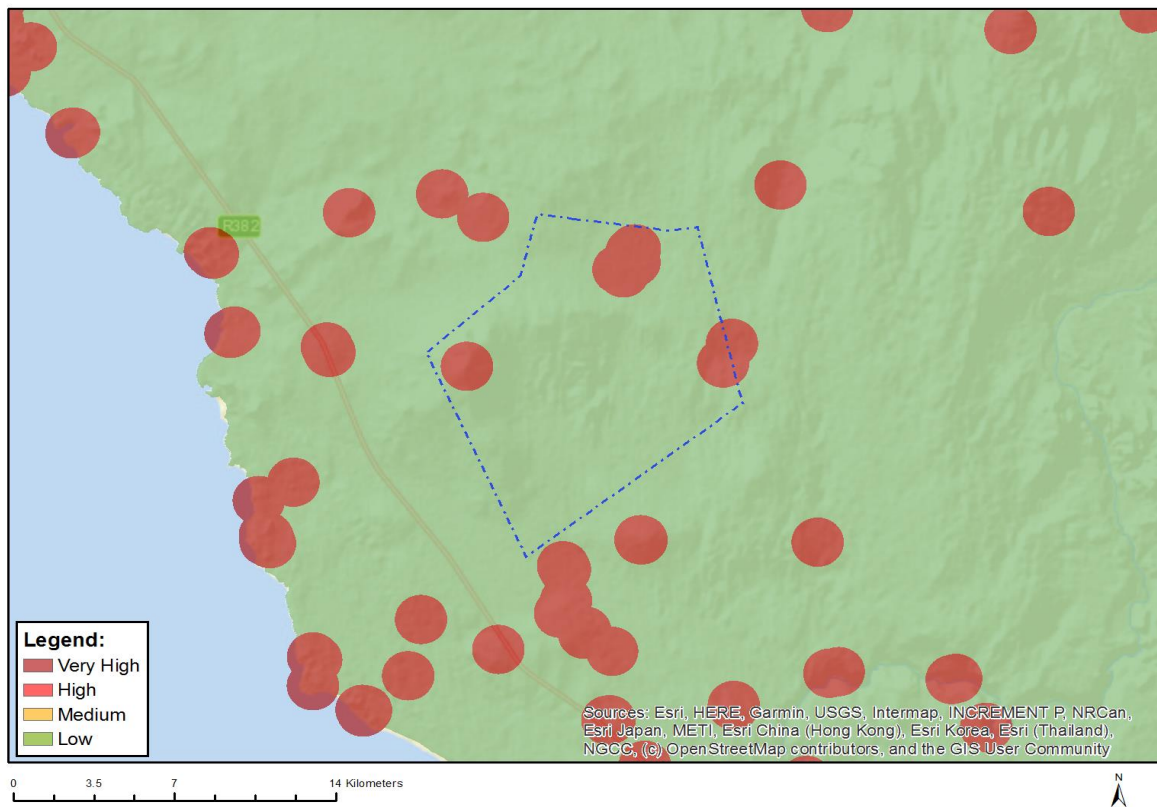 R382
Legend:
Very High
High
Medium
Low
Sources: Esri, HERE, Garmin, USGS, Intermap, INCREMENT P, NRCan,
Esri Japan, METI, Esri China (Hong Kong), Esri Korea, Esri (Thailand),
NGCC, (c) OpenStreetMap contributors, and the GIS User Community
0 3.5 7 14 Kilometers
N